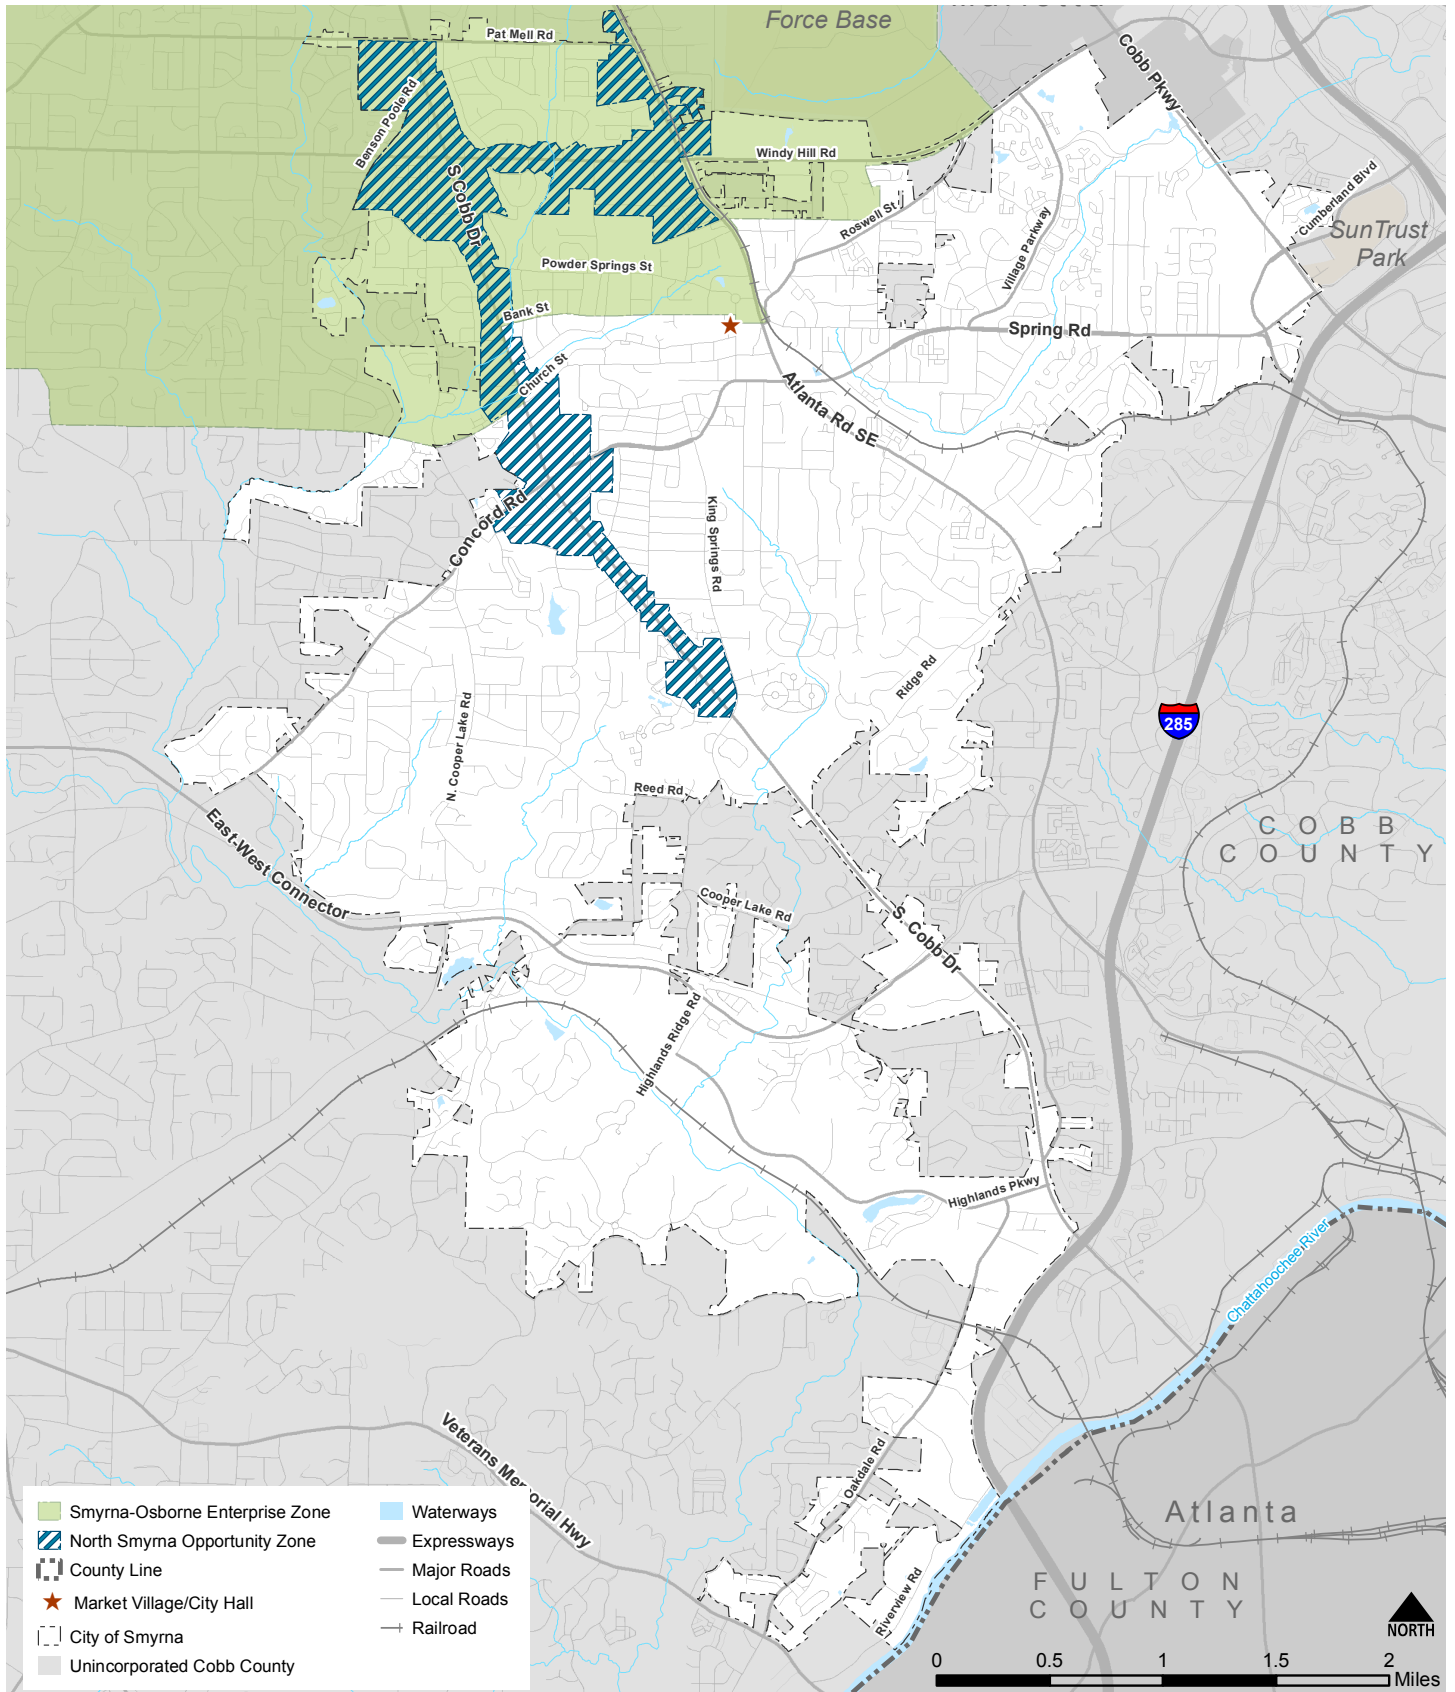 Force Base
Marietta
Pat Mell Rd
Cobb Pkwy
Benson Poole Rd
Windy Hill Rd
S Cobb Dr
Roswell St
Village Parkway
Cumberland Blvd
SunTrust
Park
Powder Springs St
Bank St
Spring Rd
Church St
Atlanta Rd SE
Concord Rd
King Springs Rd
Ridge Rd
N. Cooper Lake Rd
285
Reed Rd
East-West Connector
COBB
COUNTY
Cooper Lake Rd
S. Cobb Dr
Highlands Ridge Rd
Highlands Pkwy
Chattahoochee River
Veterans Memorial Hwy
Oakdale Rd
Riverview Rd
Atlanta
FULTON
COUNTY
Smyrna-Osborne Enterprise Zone
North Smyrna Opportunity Zone
County Line
Market Village/City Hall
City of Smyrna
Unincorporated Cobb County
Waterways
Expressways
Major Roads
Local Roads
Railroad
NORTH
0 0.5 1 1.5 2
Miles